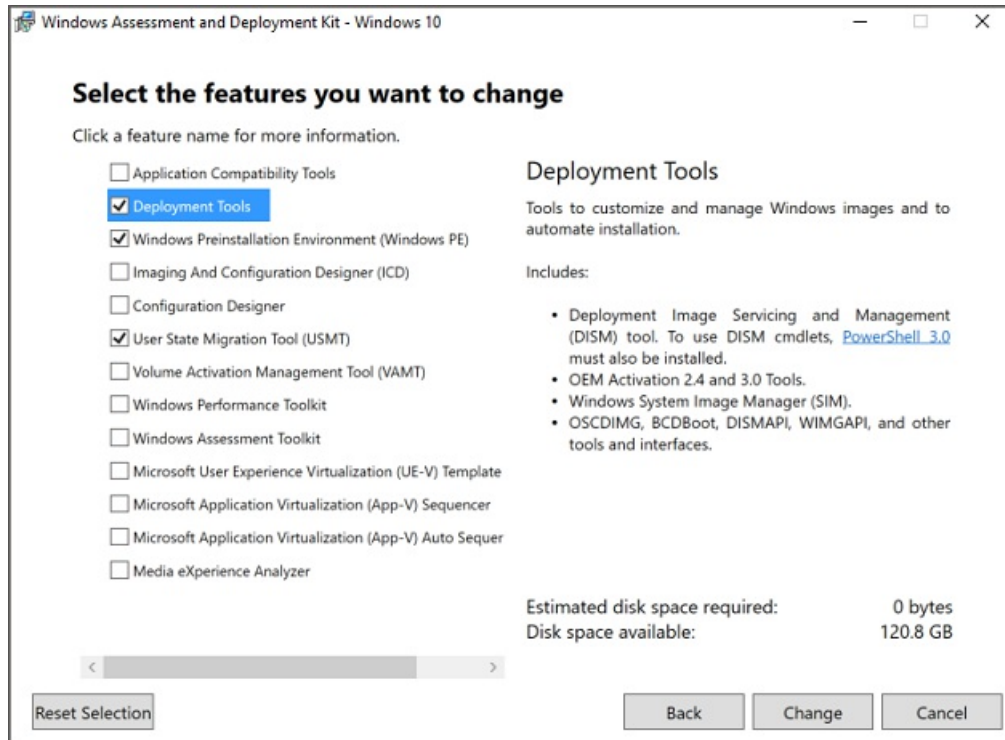 Windows Assessment and Deployment Kit - Windows 10
Select the features you want to change
Click a feature name for more information.
Application Compatibility Tools
Deployment Tools
Windows Preinstallation Environment (Windows PE)
Imaging And Configuration Designer (ICD)
Configuration Designer
User State Migration Tool (USMT)
Volume Activation Management Tool (VAMT)
Windows Performance Toolkit
Windows Assessment Toolkit
Microsoft User Experience Virtualization (UE-V) Template
Microsoft Application Virtualization (App-V) Sequencer
Microsoft Application Virtualization (App-V) Auto Sequer
Media eXperience Analyzer
Deployment Tools
Tools to customize and manage Windows images and to
automate installation.
Includes:
• Deployment Image Servicing and Management
(DISM) tool. To use DISM cmdlets, PowerShell 3.0
must also be installed.
• OEM Activation 2.4 and 3.0 Tools.
• Windows System Image Manager (SIM).
• OSCDIMG, BCDBoot, DISMAPI, WIMGAPI, and other
tools and interfaces.
Estimated disk space required: 0 bytes
Disk space available: 120.8 GB
Reset Selection Back Change Cancel